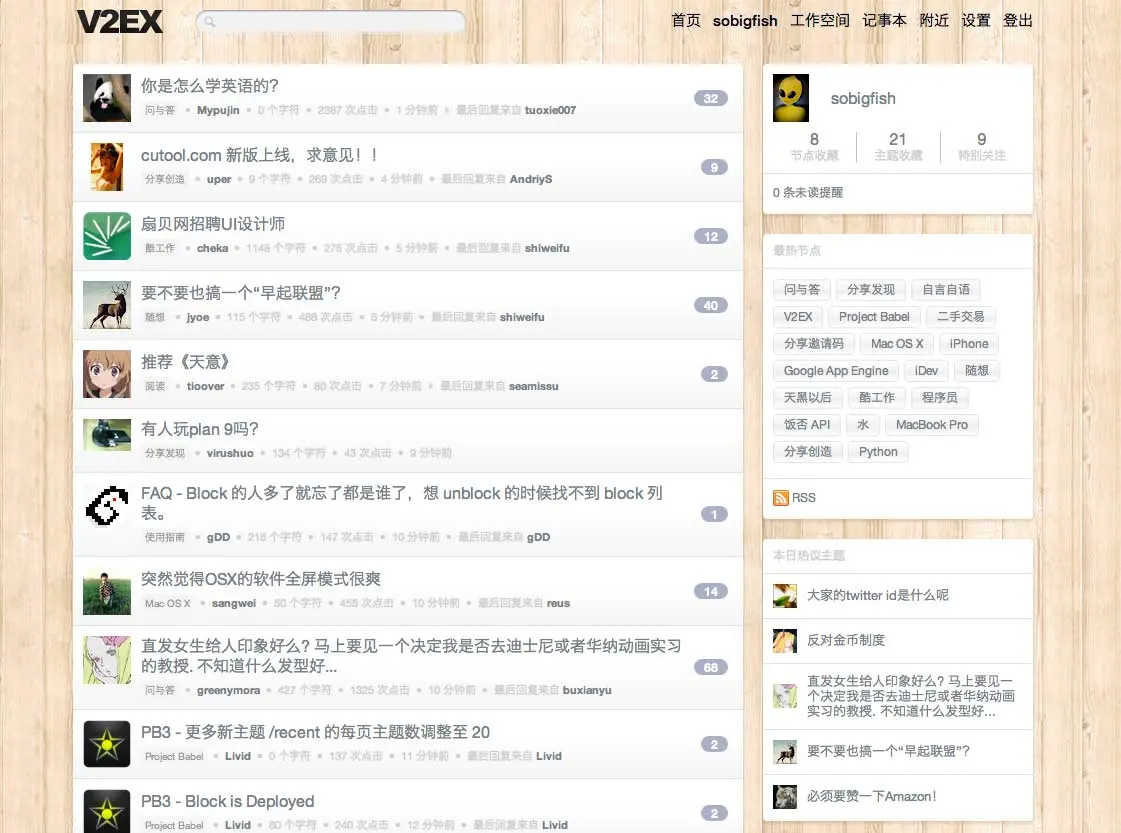 V2EX
首页 sobigfish 工作空间 记事本 附近 设置 登出
你是怎么学英语的?
问与答 • Mypujin • 0 个字符 • 2387 次点击 • 1 分钟前 • 最后回复来自 tuoxie007
32
cutool.com 新版上线，求意见！！
分享创造 • uper • 9 个字符 • 269 次点击 • 4 分钟前 • 最后回复来自 AndriyS
9
扇贝网招聘UI设计师
酷工作 • cheka • 1148 个字符 • 275 次点击 • 5 分钟前 • 最后回复来自 shiweifu
12
要不要也搞一个“早起联盟”?
随想 • jyoe • 115 个字符 • 488 次点击 • 6 分钟前 • 最后回复来自 shiweifu
40
推荐《天意》
阅读 • tioover • 235 个字符 • 80 次点击 • 7 分钟前 • 最后回复来自 seamissu
2
有人玩plan 9吗?
分享发现 • virushuo • 134 个字符 • 43 次点击 • 9 分钟前
FAQ - Block 的人多了就忘了都是谁了，想 unblock 的时候找不到 block 列
表。
使用指南 • gDD • 216 个字符 • 147 次点击 • 10 分钟前 • 最后回复来自 gDD
1
突然觉得OSX的软件全屏模式很爽
Mac OS X • sangwei • 50 个字符 • 455 次点击 • 10 分钟前 • 最后回复来自 reus
14
直发女生给人印象好么? 马上要见一个决定我是否去迪士尼或者华纳动画实习
的教授. 不知道什么发型好...
问与答 • greenymora • 427 个字符 • 1325 次点击 • 10 分钟前 • 最后回复来自 buxianyu
68
PB3 - 更多新主题 /recent 的每页主题数调整至 20
Project Babel • Livid • 0 个字符 • 137 次点击 • 11 分钟前 • 最后回复来自 Livid
2
PB3 - Block is Deployed
Project Babel • Livid • 80 个字符 • 240 次点击 • 12 分钟前 • 最后回复来自 Livid
2
sobigfish
8 21 9
节点收藏 主题收藏 特别关注
0 条未读提醒
最热节点
问与答 分享发现 自言自语
V2EX Project Babel 二手交易
分享邀请码 Mac OS X iPhone
Google App Engine iDev 随想
天黑以后 酷工作 程序员
饭否 API 水 MacBook Pro
分享创造 Python
RSS
本日热议主题
大家的twitter id是什么呢
反对金币制度
直发女生给人印象好么? 马上要见一
个决定我是否去迪士尼或者华纳动画
实习的教授. 不知道什么发型好...
要不要也搞一个“早起联盟”?
必须要赞一下Amazon！